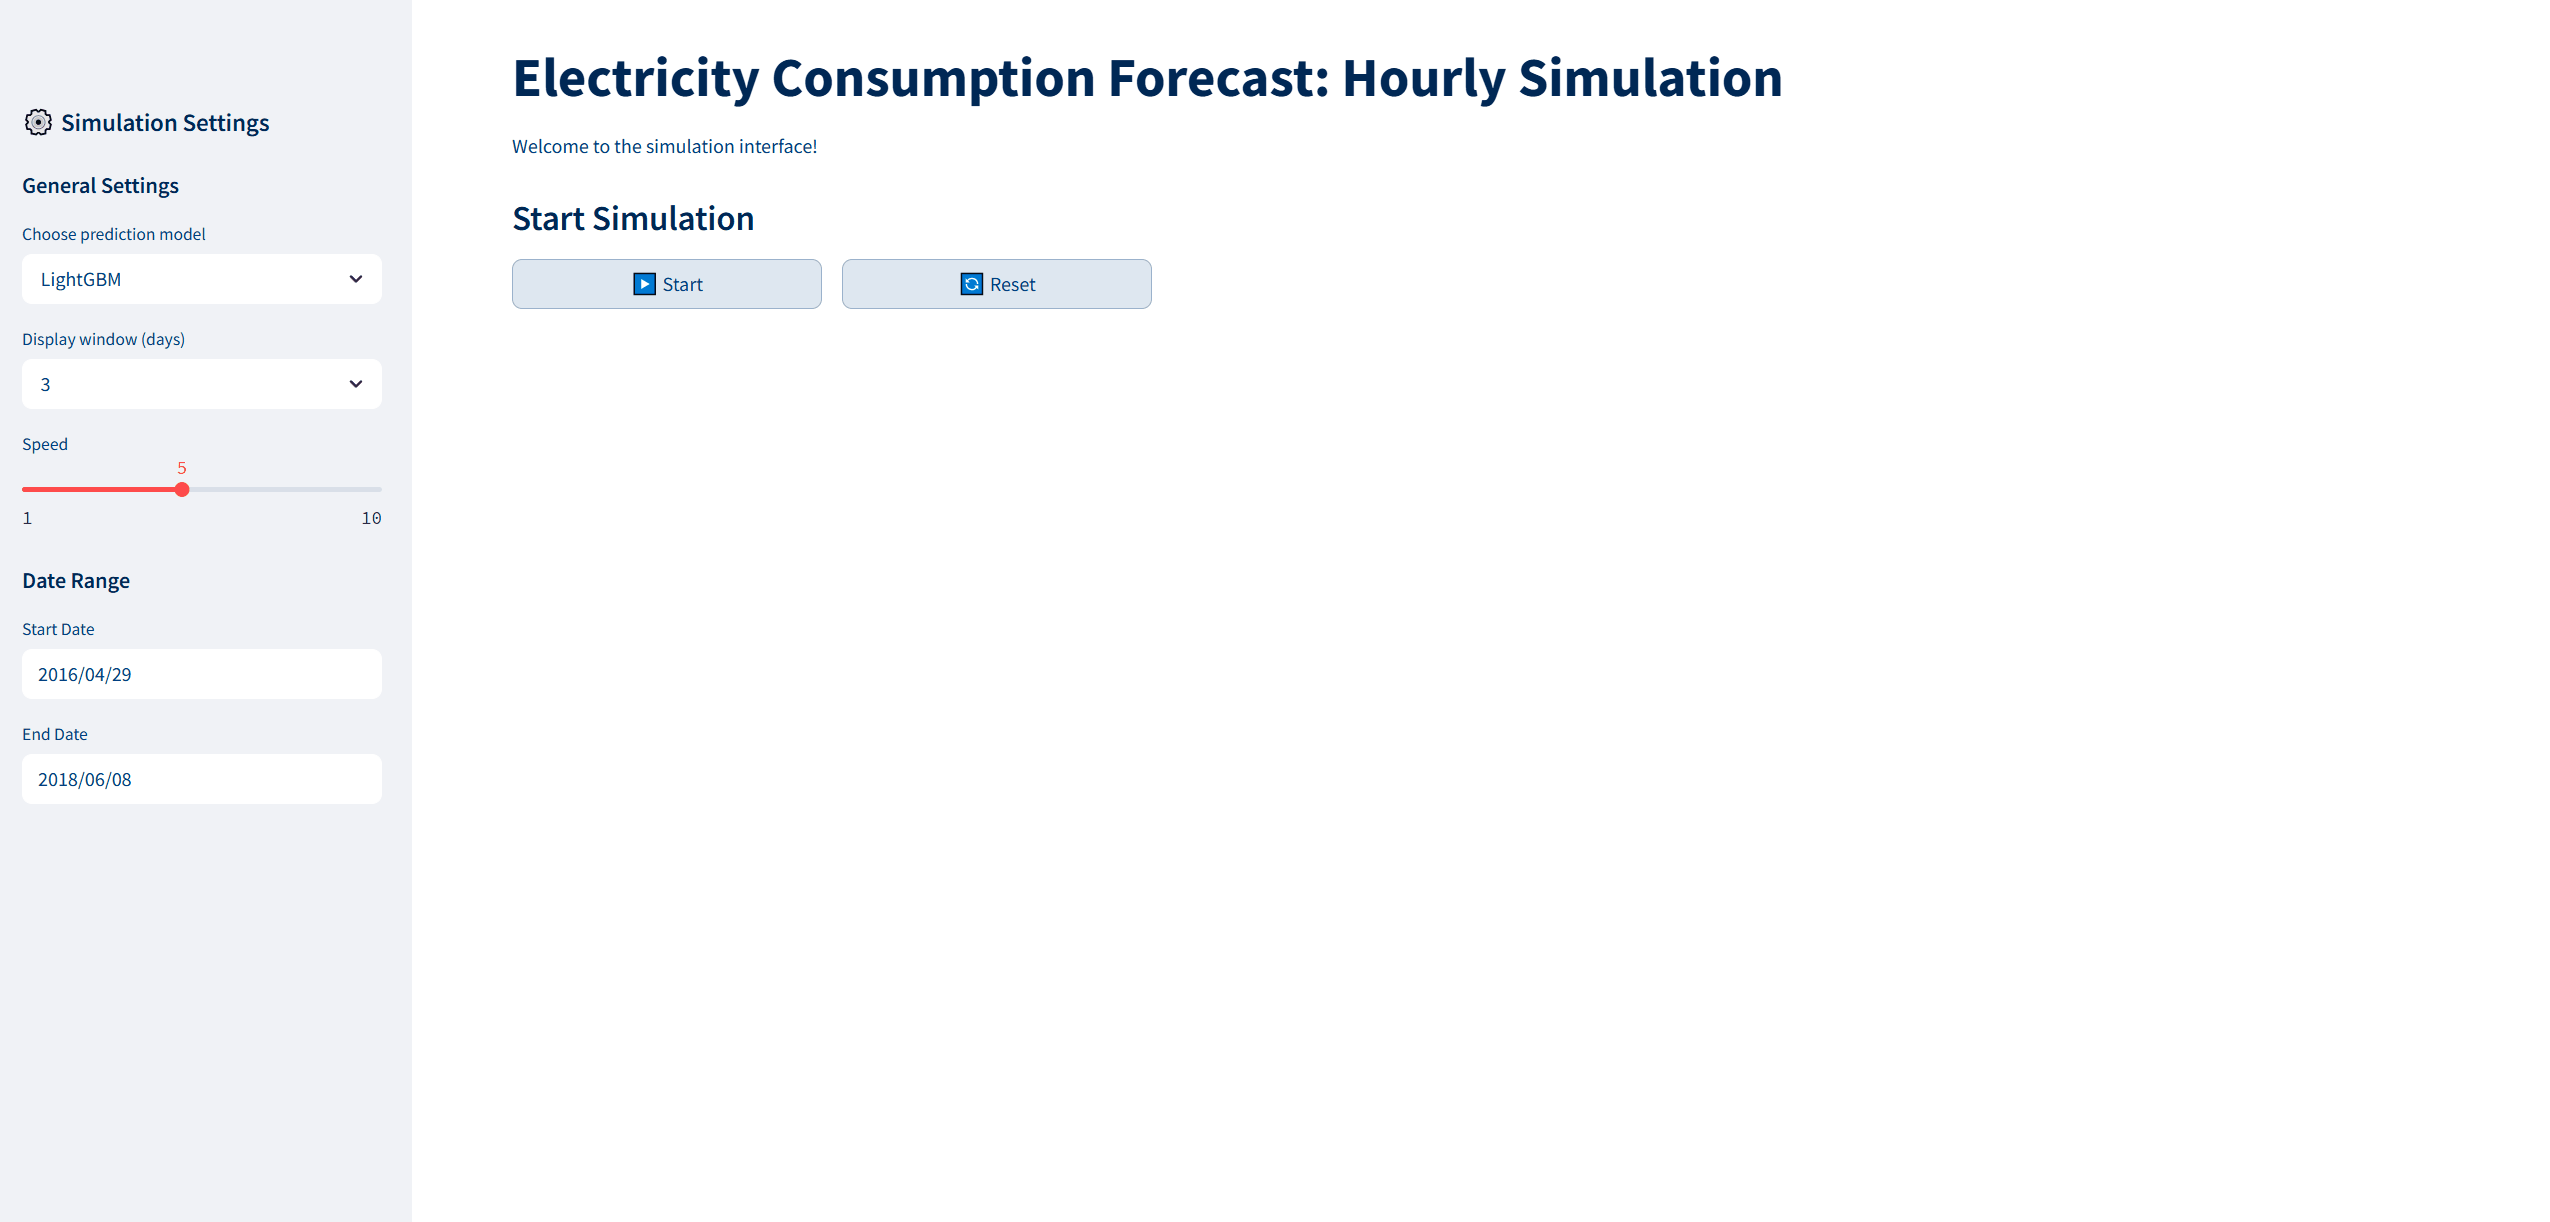 Simulation Settings
General Settings
Choose prediction model
LightGBM
Display window (days)
3
Speed
5
1 10
Date Range
Start Date
2016/04/29
End Date
2018/06/08
Electricity Consumption Forecast: Hourly Simulation
Welcome to the simulation interface!
Start Simulation
Start
Reset